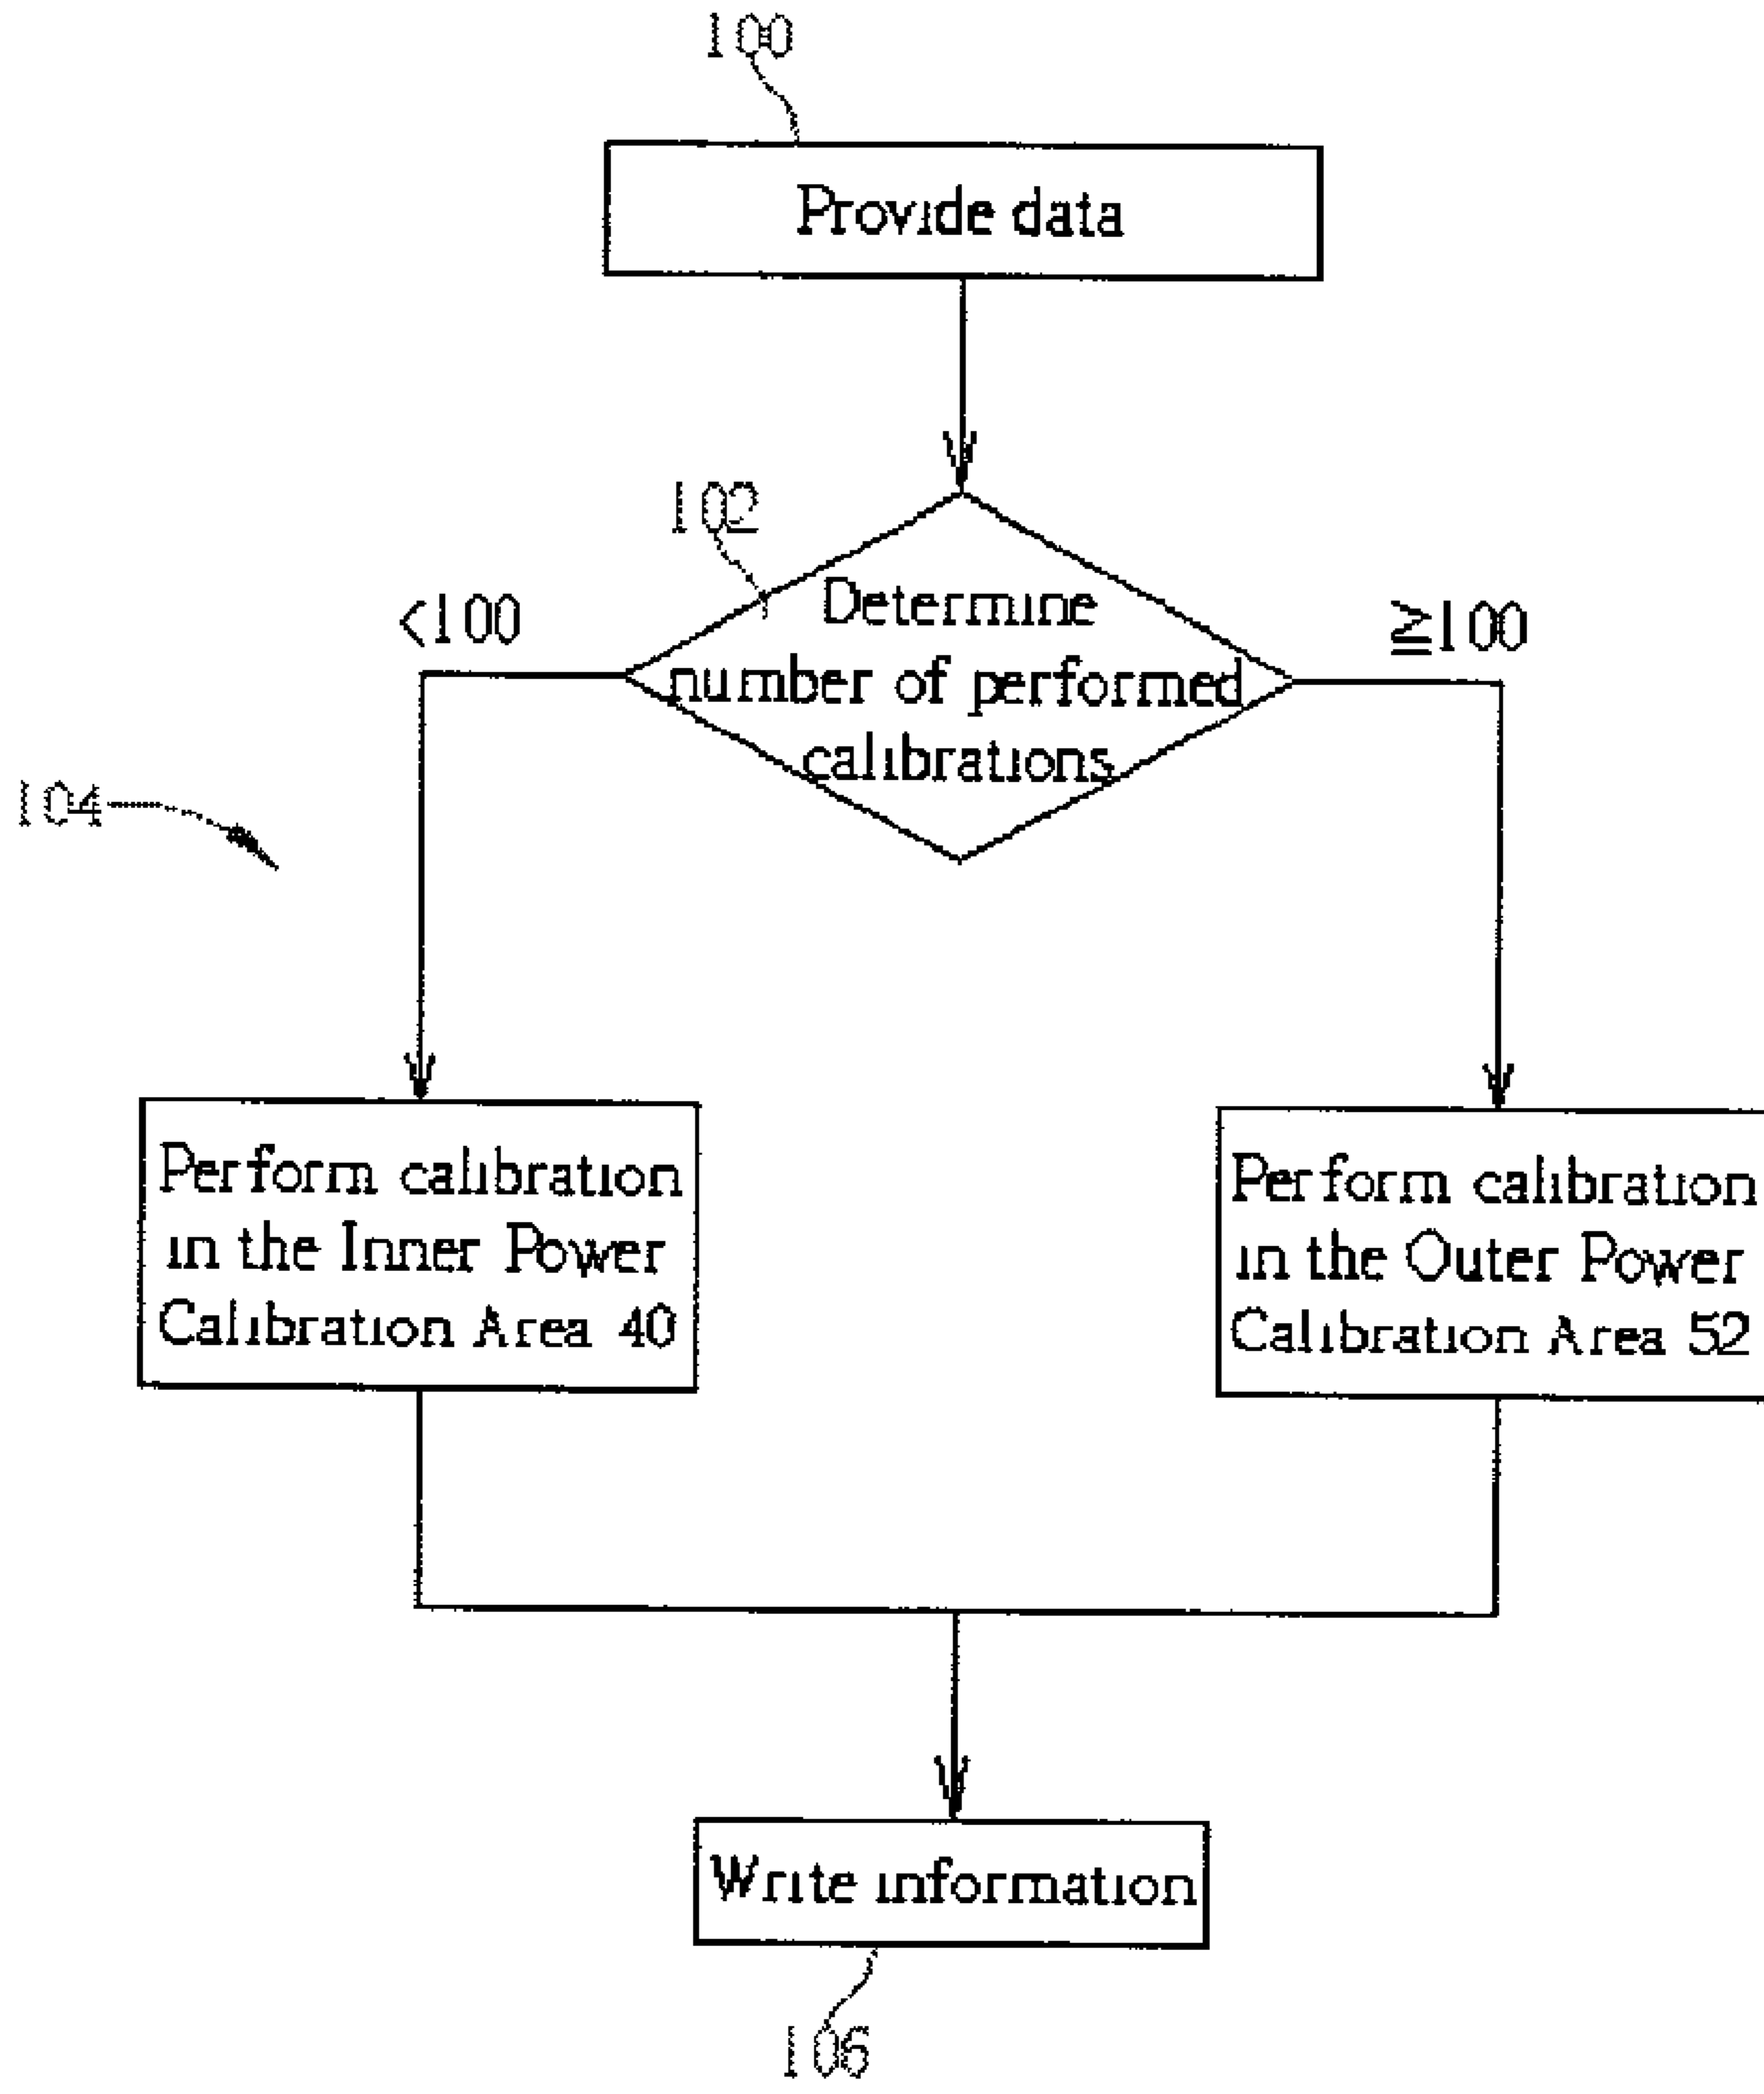 100
Provide data
102
<100
≧100
Determine
number of performed
calibrations
104
Perform calibration
in the Inner Power
Calibration Area 40
Perform calibration
in the Outer Power
Calibration Area 52
Write information
106